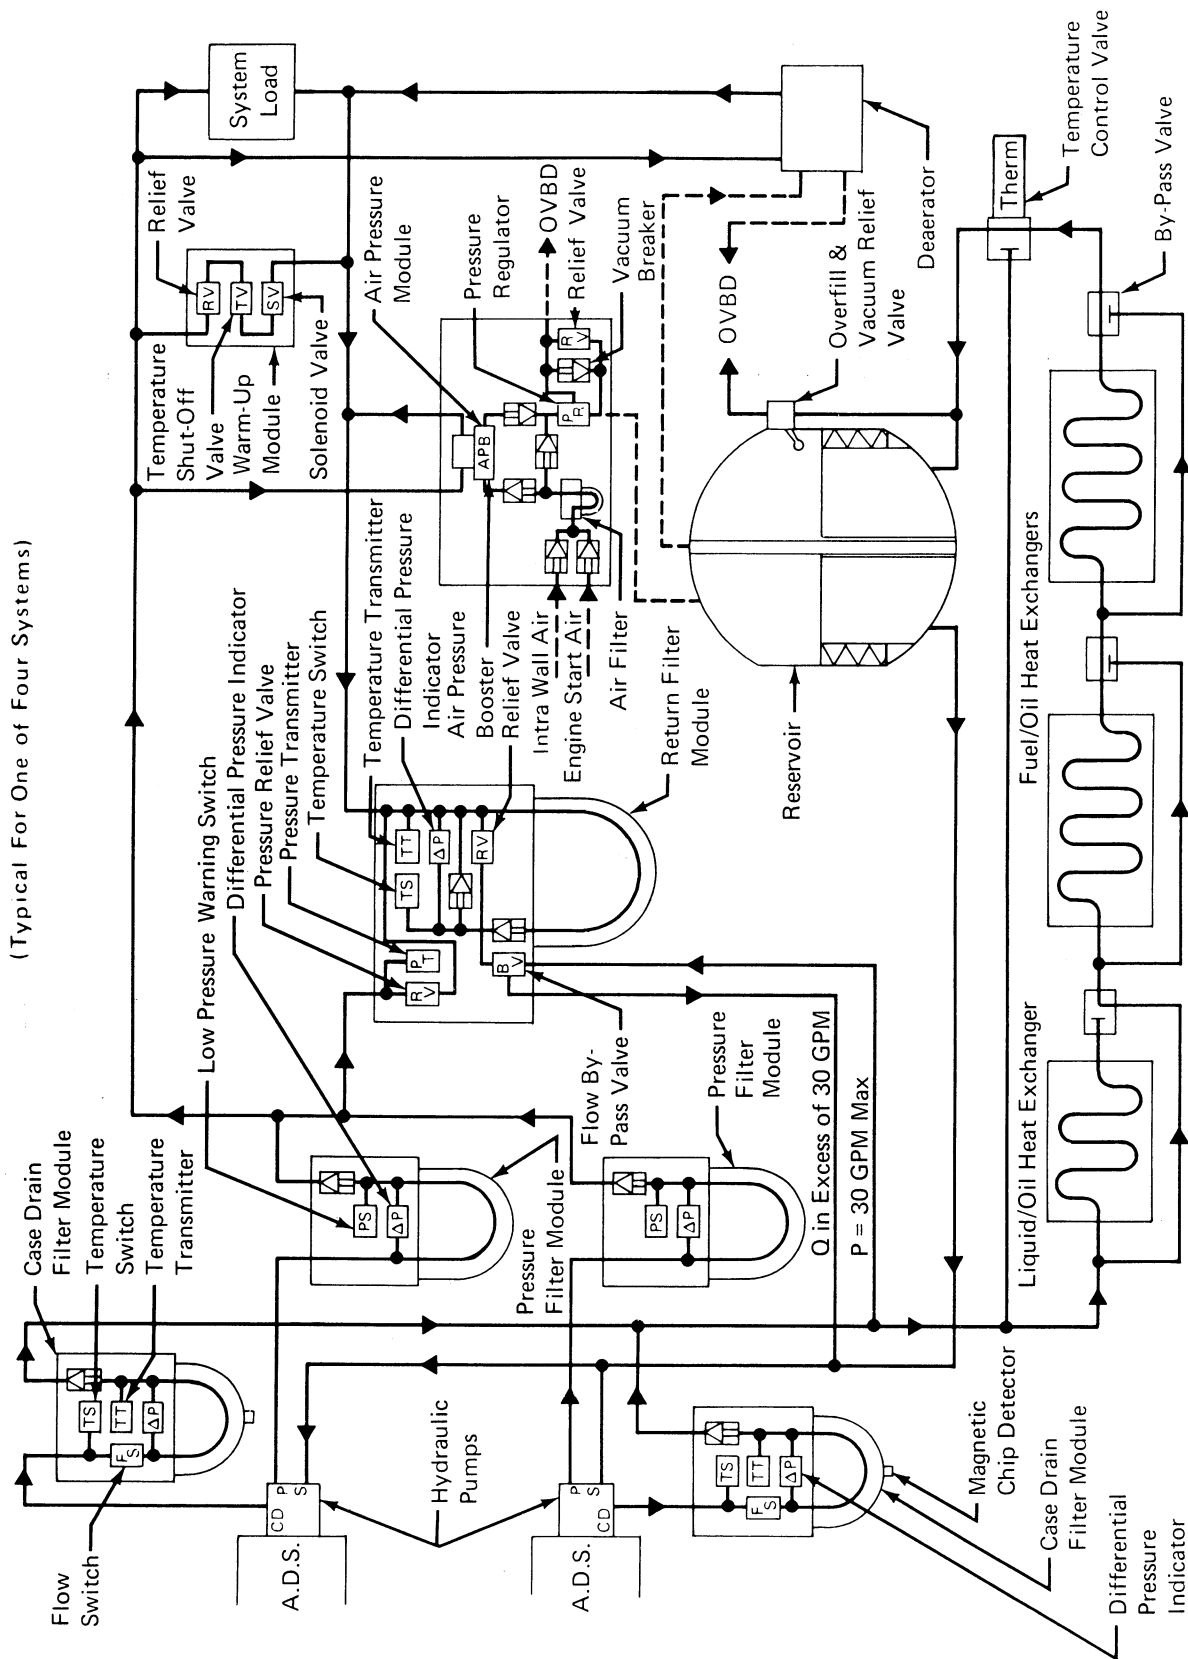 (Typical For One of Four Systems)
System
Load
Relief
Valve
RV
TV
SV
Temperature
Shut-Off
Valve
Warm-Up
Module
Solenoid Valve
Air Pressure
Module
Pressure
Regulator
OVBD
Relief Valve
Vacuum
Breaker
APB
PR
RV
Intra Wall Air
Engine Start Air
Air Filter
Deaerator
OVBD
Overfill &
Vacuum Relief
Valve
Therm
Temperature
Control Valve
By-Pass Valve
Low Pressure Warning Switch
Differential Pressure Indicator
Pressure Relief Valve
Pressure Transmitter
Temperature Switch
Temperature Transmitter
Differential Pressure
Indicator
Air Pressure
Booster
Relief Valve
TT
TS
ΔP
RV
PT
RV
BV
Return Filter
Module
Reservoir
Flow By-
Pass Valve
Fuel/Oil Heat Exchangers
Liquid/Oil Heat Exchanger
Case Drain
Filter Module
Temperature
Switch
Temperature
Transmitter
TS
TT
ΔP
FS
Flow
Switch
PS
ΔP
Pressure
Filter Module
PS
ΔP
Pressure
Filter
Module
Q in Excess of 30 GPM
P = 30 GPM Max
CD
P
S
A.D.S.
Hydraulic
Pumps
P
S
CD
A.D.S.
TS
TT
ΔP
FS
Magnetic
Chip Detector
Case Drain
Filter Module
Differential
Pressure
Indicator